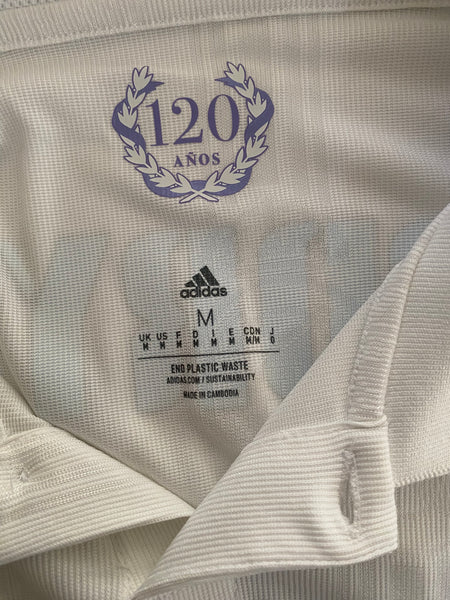 120
AÑOS
adidas
M
UK US F D I E CDN J
M M M M M M M/M O
END PLASTIC WASTE
ADIDAS.COM / SUSTAINABILITY
MADE IN CAMBODIA